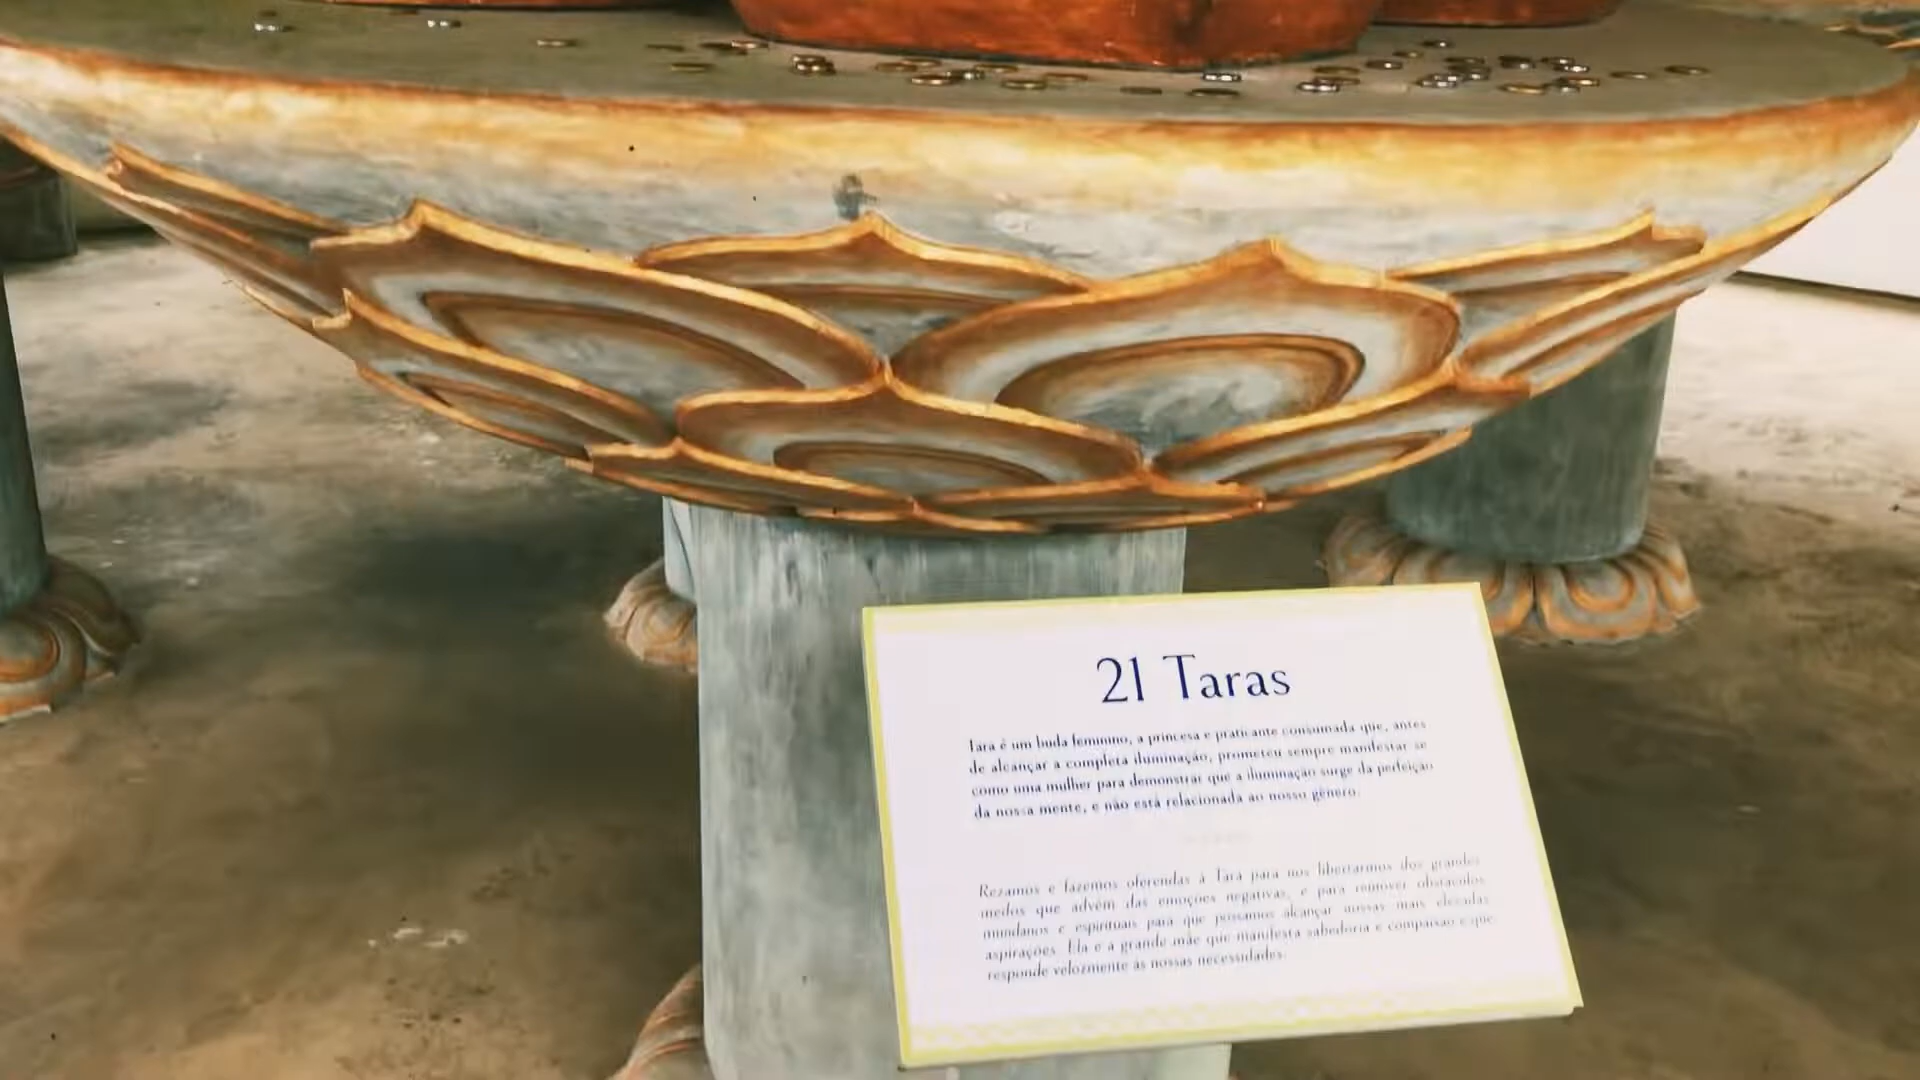 21 Taras
Tara é um buda feminino, a princesa e praticante consumada que, antes
de alcançar a completa iluminação, prometeu sempre manifestar se
como uma mulher para demonstrar que a iluminação surge da perfeição
da nossa mente, e não está relacionada ao nosso gênero.
Rezamos e fazemos oferendas à Tara para nos libertarmos dos grandes
medos que advêm das emoções negativas, e para remover obstáculos
mundanos e espirituais para que possamos alcançar nossas mais elevadas
aspirações. Ela é a grande mãe que manifesta sabedoria e compaixão e que
responde velozmente às nossas necessidades.